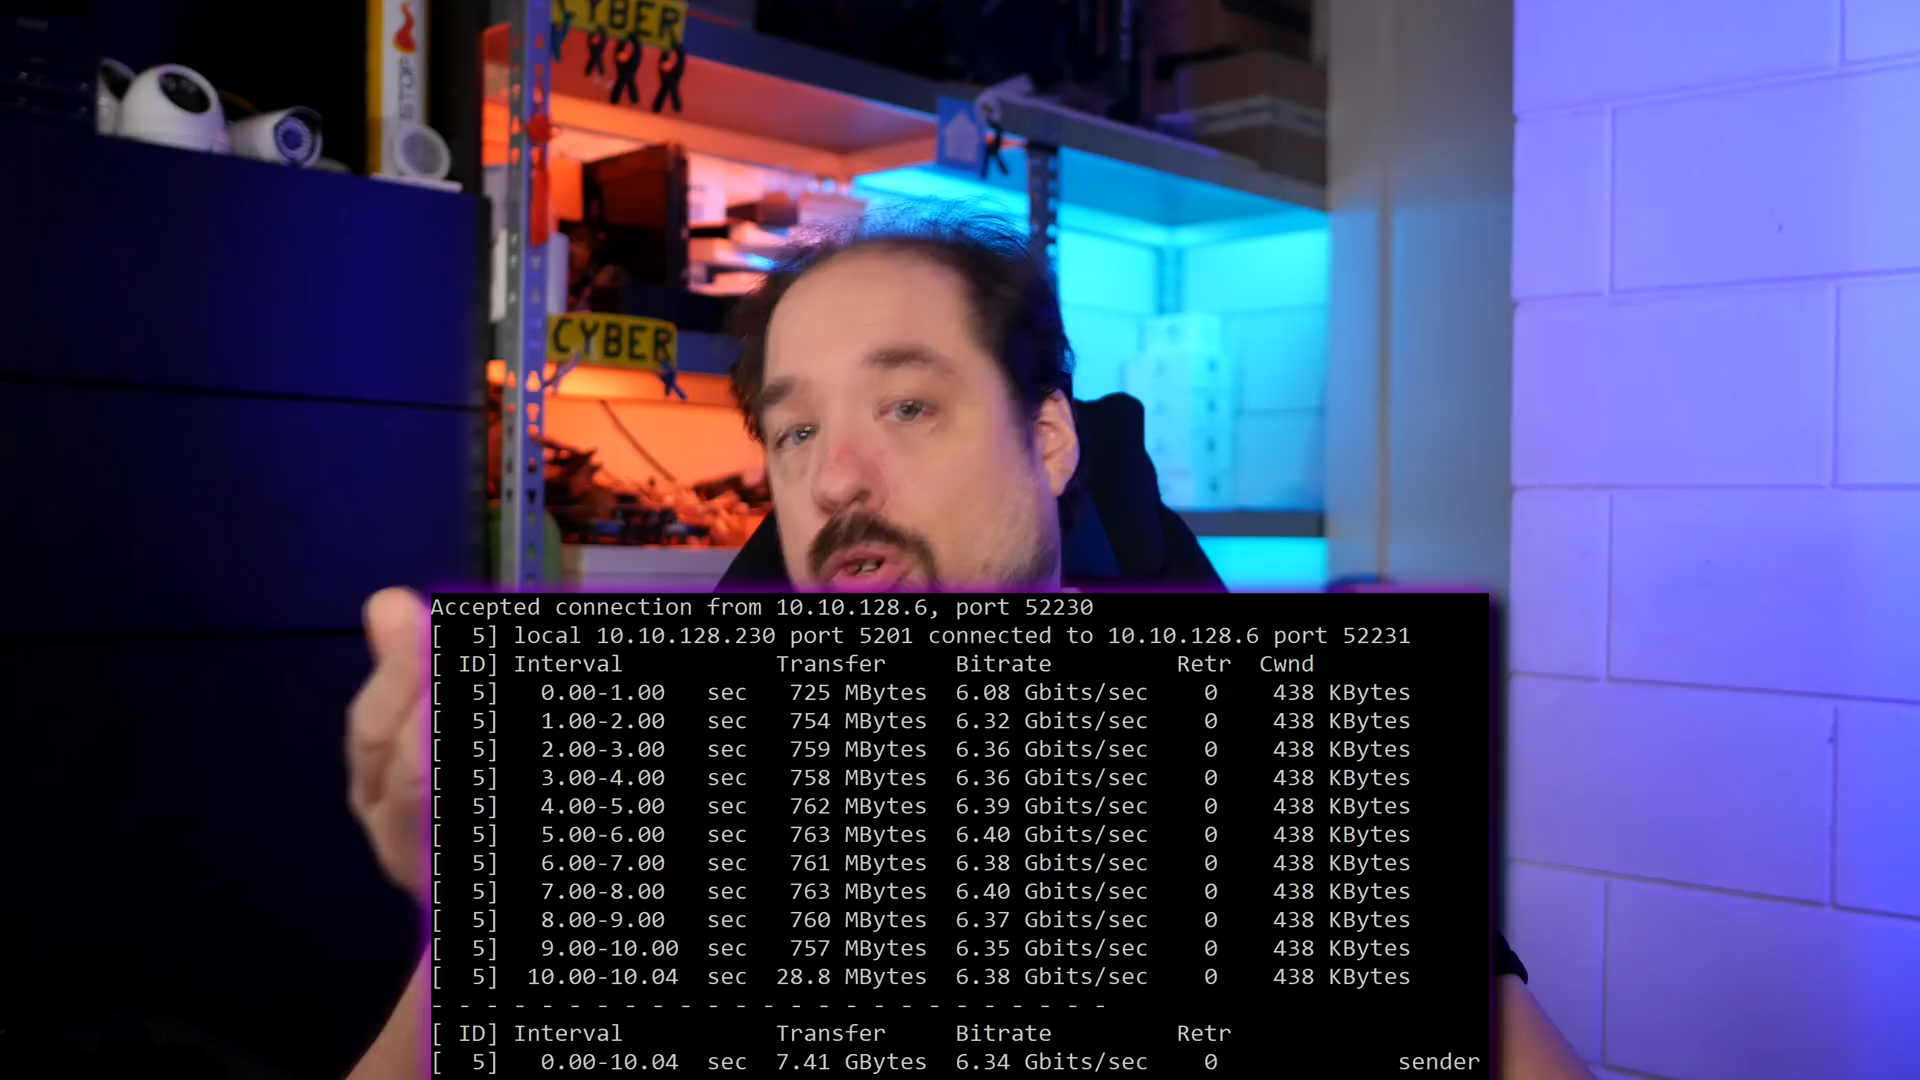 CYBER
STOP
CYBER
Accepted connection from 10.10.128.6, port 52230
[  5] local 10.10.128.230 port 5201 connected to 10.10.128.6 port 52231
[ ID] Interval           Transfer     Bitrate         Retr  Cwnd
[  5]   0.00-1.00   sec   725 MBytes  6.08 Gbits/sec    0    438 KBytes
[  5]   1.00-2.00   sec   754 MBytes  6.32 Gbits/sec    0    438 KBytes
[  5]   2.00-3.00   sec   759 MBytes  6.36 Gbits/sec    0    438 KBytes
[  5]   3.00-4.00   sec   758 MBytes  6.36 Gbits/sec    0    438 KBytes
[  5]   4.00-5.00   sec   762 MBytes  6.39 Gbits/sec    0    438 KBytes
[  5]   5.00-6.00   sec   763 MBytes  6.40 Gbits/sec    0    438 KBytes
[  5]   6.00-7.00   sec   761 MBytes  6.38 Gbits/sec    0    438 KBytes
[  5]   7.00-8.00   sec   763 MBytes  6.40 Gbits/sec    0    438 KBytes
[  5]   8.00-9.00   sec   760 MBytes  6.37 Gbits/sec    0    438 KBytes
[  5]   9.00-10.00  sec   757 MBytes  6.35 Gbits/sec    0    438 KBytes
[  5]  10.00-10.04  sec  28.8 MBytes  6.38 Gbits/sec    0    438 KBytes
- - - - - - - - - - - - - - - - - - - - - - - - -
[ ID] Interval           Transfer     Bitrate         Retr
[  5]   0.00-10.04  sec  7.41 GBytes  6.34 Gbits/sec    0             sender